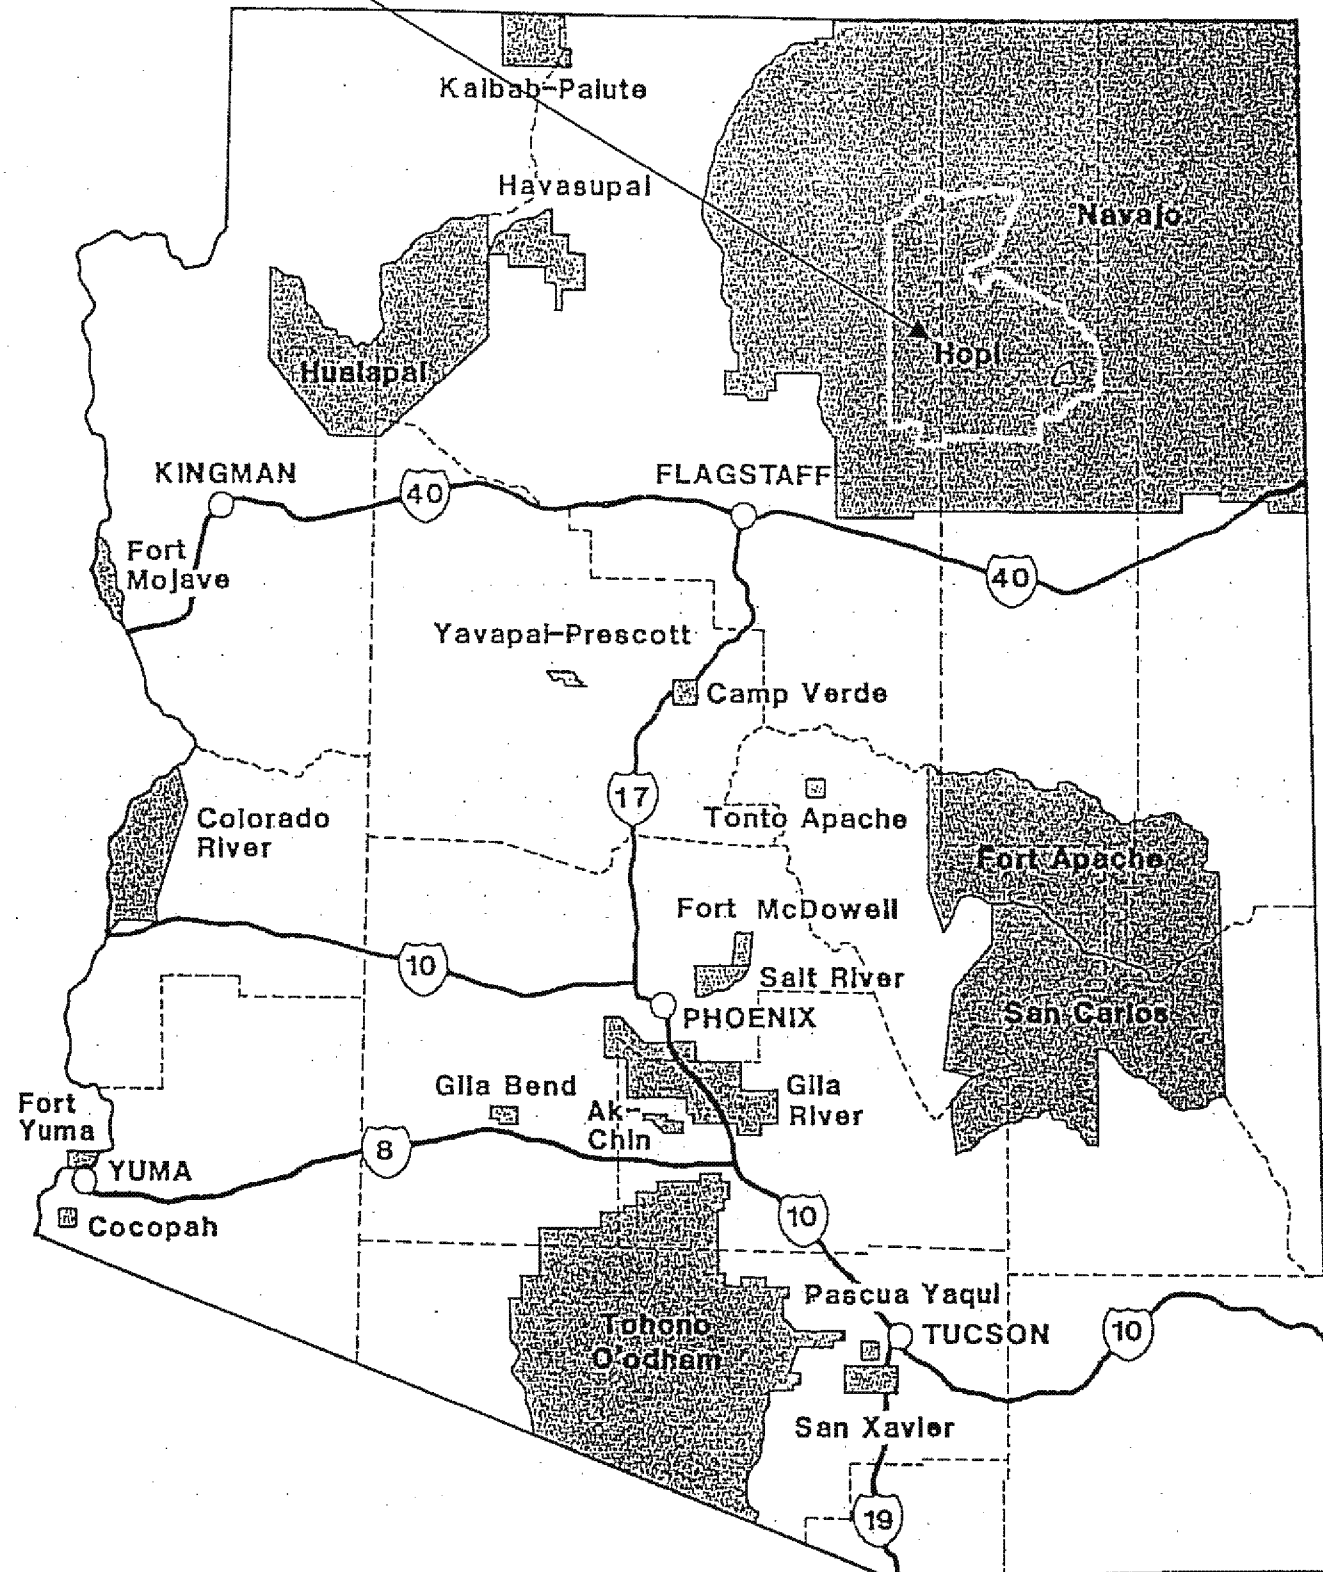 Kaibab-Paiute
Havasupai
Navajo
Hopi
Hualapai
KINGMAN
40
FLAGSTAFF
Fort
Mojave
40
Yavapai-Prescott
Camp Verde
17
Colorado
River
Tonto Apache
Fort Apache
Fort McDowell
10
Salt River
San Carlos
PHOENIX
Gila Bend
Gila
River
Ak-
Chin
Fort
Yuma
8
YUMA
Cocopah
10
Pascua Yaqui
Tohono
O'odham
TUCSON
10
San Xavier
19